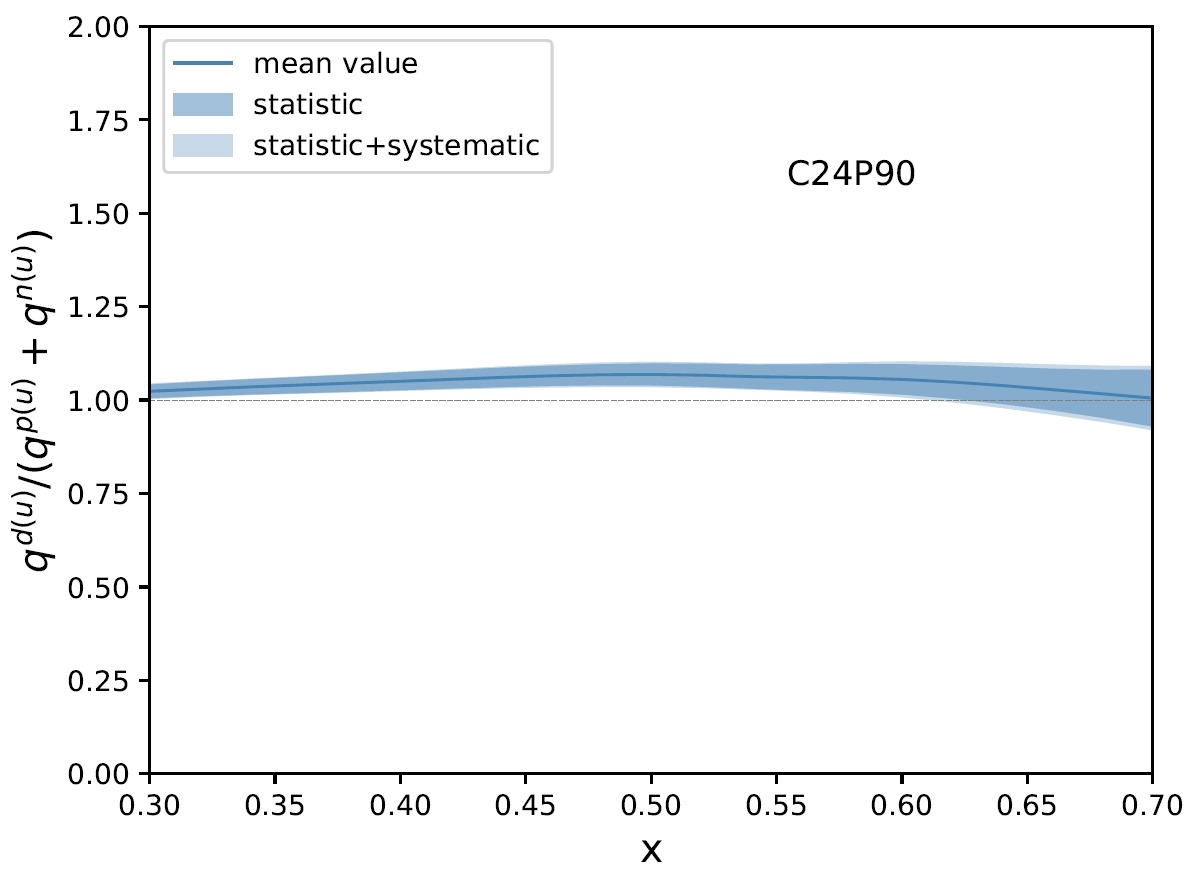 2.00
1.75
1.50
1.25
1.00
0.75
0.50
0.25
0.00
q^{d(u)}/(q^{p(u)} + q^{n(u)})
mean value
statistic
statistic+systematic
C24P90
0.30 0.35 0.40 0.45 0.50 0.55 0.60 0.65 0.70
x